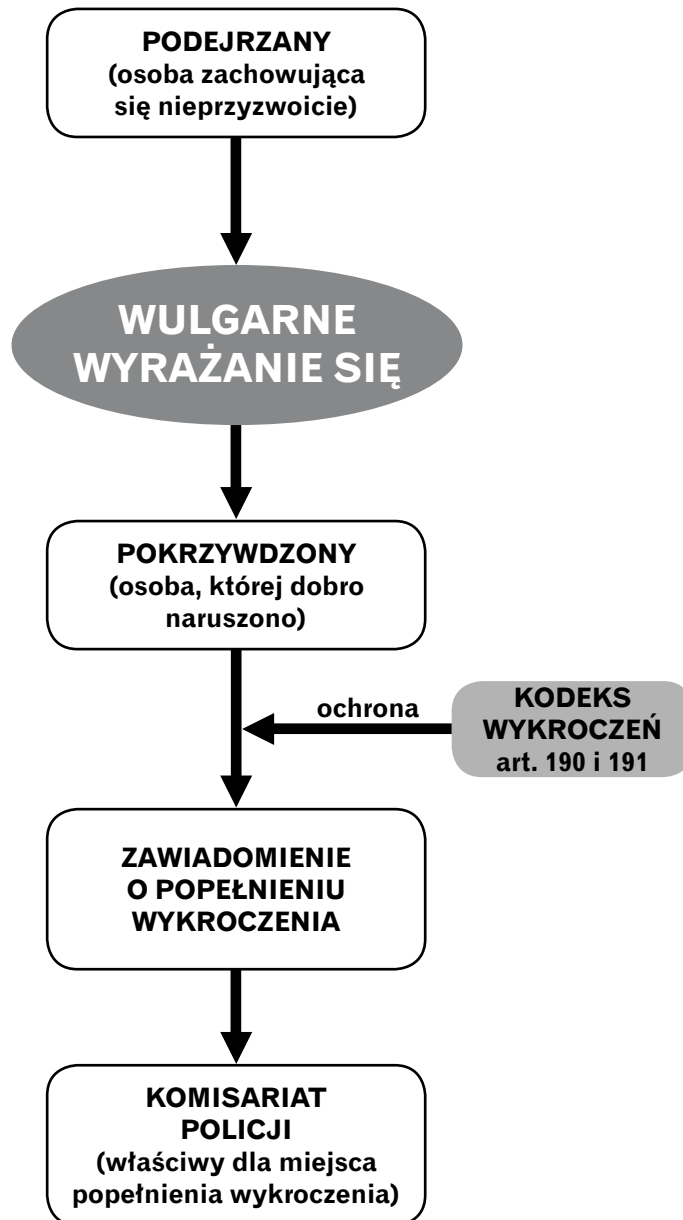 PODEJRZANY
(osoba zachowująca
się nieprzyzwoicie)
WULGARNE
WYRAŻANIE SIĘ
POKRZYWDZONY
(osoba, której dobro
naruszono)
ochrona
KODEKS
WYKROCZEŃ
art. 190 i 191
ZAWIADOMIENIE
O POPEŁNIENIU
WYKROCZENIA
KOMISARIAT
POLICJI
(właściwy dla miejsca
popełnienia wykroczenia)